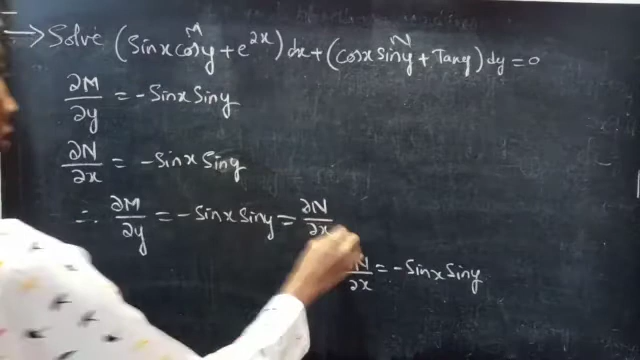 → Solve (Sinx cosy + e^{2x}) dx + (cosx siny + Tany) dy = 0
M N
∂M/∂y = -Sinx Siny
∂N/∂x = -Sinx Siny
∴ ∂M/∂y = -Sinx Siny = ∂N/∂x
N/∂x = -Sinx Siny